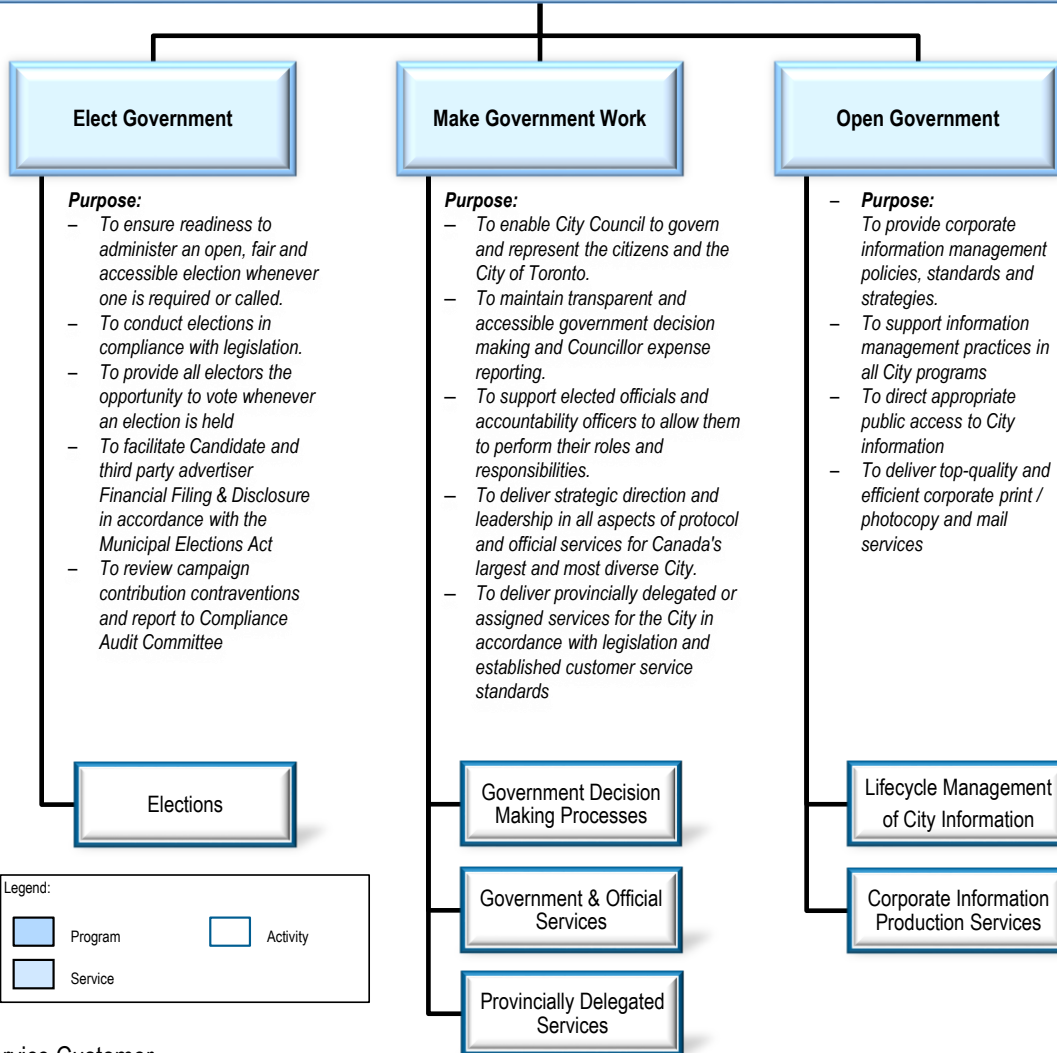 Elect Government
Purpose:
– To ensure readiness to
administer an open, fair and
accessible election whenever
one is required or called.
– To conduct elections in
compliance with legislation.
– To provide all electors the
opportunity to vote whenever
an election is held
– To facilitate Candidate and
third party advertiser
Financial Filing & Disclosure
in accordance with the
Municipal Elections Act
– To review campaign
contribution contraventions
and report to Compliance
Audit Committee
Elections
Make Government Work
Purpose:
– To enable City Council to govern
and represent the citizens and the
City of Toronto.
– To maintain transparent and
accessible government decision
making and Councillor expense
reporting.
– To support elected officials and
accountability officers to allow them
to perform their roles and
responsibilities.
– To deliver strategic direction and
leadership in all aspects of protocol
and official services for Canada's
largest and most diverse City.
– To deliver provincially delegated or
assigned services for the City in
accordance with legislation and
established customer service
standards
Government Decision
Making Processes
Government & Official
Services
Provincially Delegated
Services
Open Government
– Purpose:
To provide corporate
information management
policies, standards and
strategies.
– To support information
management practices in
all City programs
– To direct appropriate
public access to City
information
– To deliver top-quality and
efficient corporate print /
photocopy and mail
services
Lifecycle Management
of City Information
Corporate Information
Production Services
Legend:
Program
Activity
Service
Customer